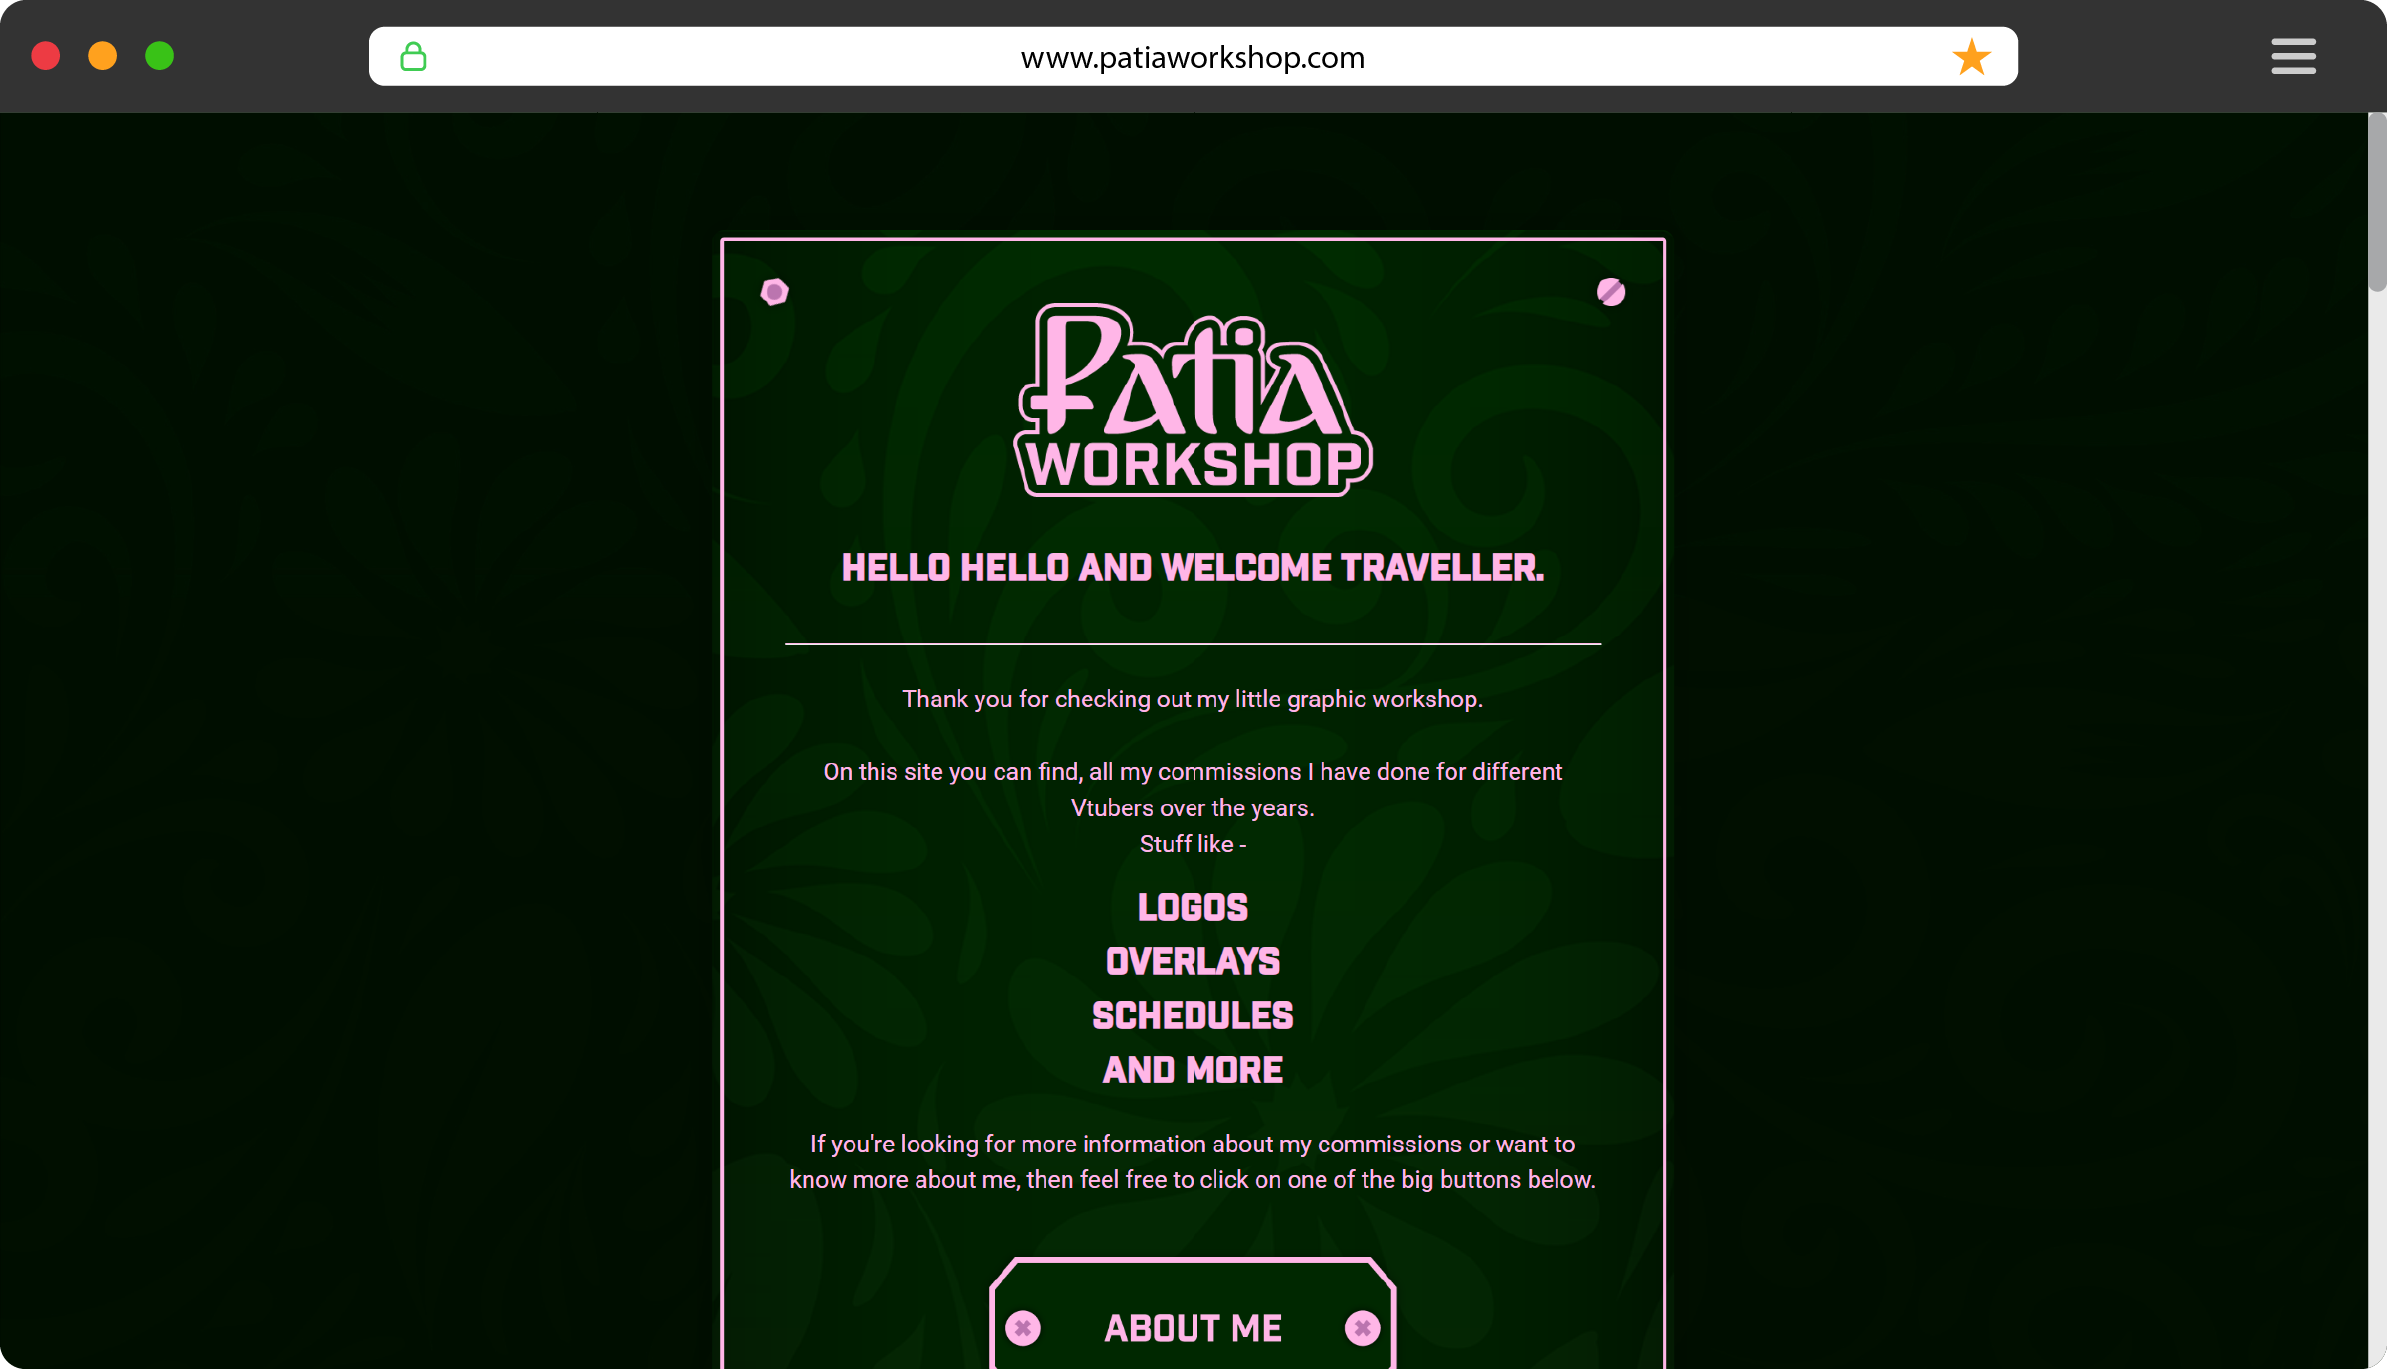 www.patiaworkshop.com
Patia
WORKSHOP
HELLO HELLO AND WELCOME TRAVELLER.
Thank you for checking out my little graphic workshop.
On this site you can find, all my commissions I have done for different
Vtubers over the years.
Stuff like -
LOGOS
OVERLAYS
SCHEDULES
AND MORE
If you're looking for more information about my commissions or want to
know more about me, then feel free to click on one of the big buttons below.
ABOUT ME